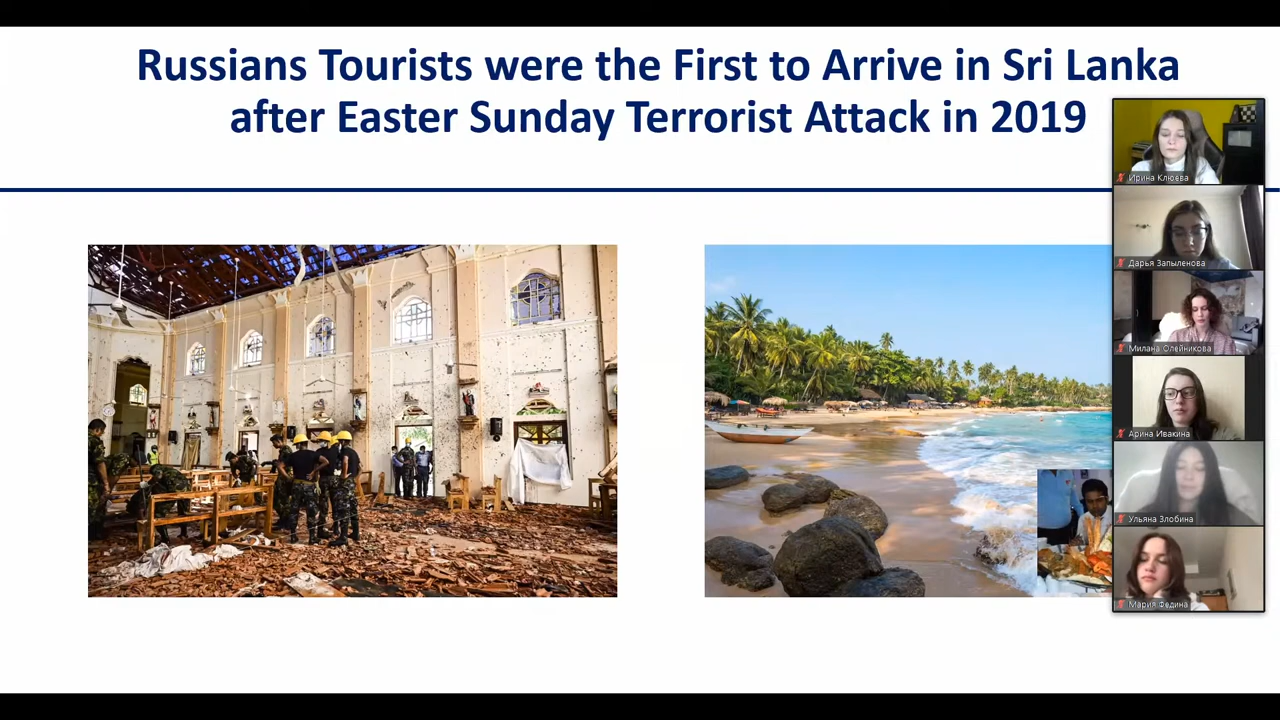 Russians Tourists were the First to Arrive in Sri Lanka
after Easter Sunday Terrorist Attack in 2019
Ирина Клюева
Дарья Запыленова
Милана Олейникова
Арина Ивакина
Ульяна Злобина
Мария Федина